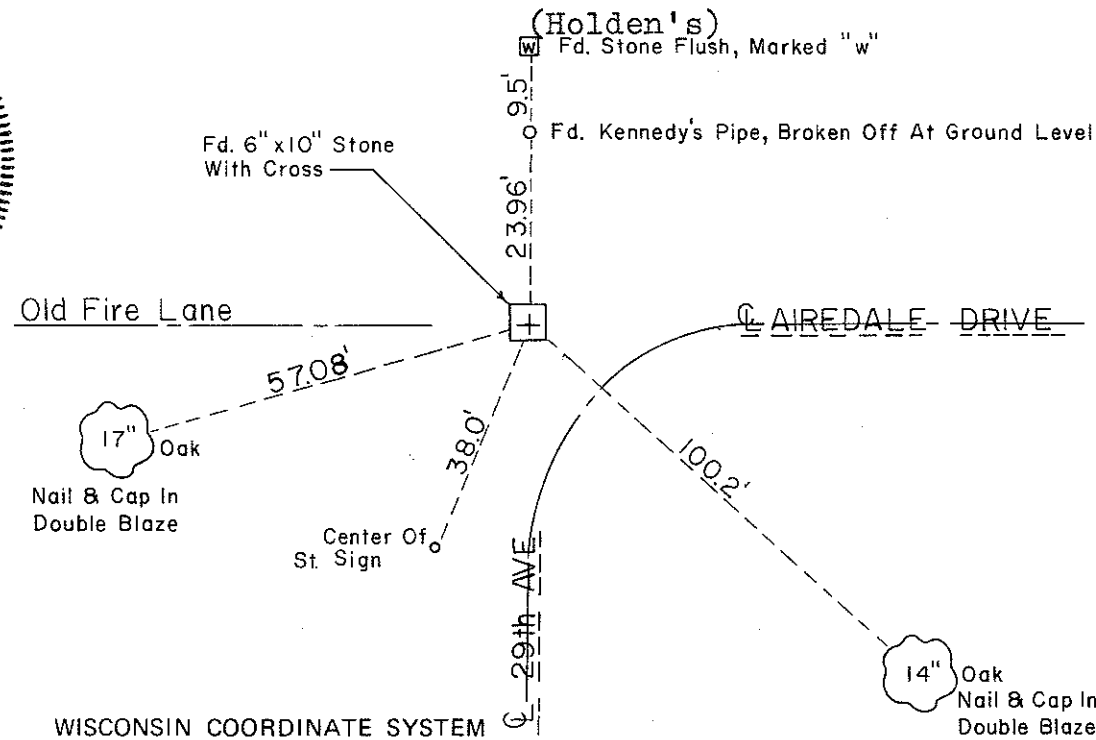 (Holden's)
W Fd. Stone Flush, Marked "w"
9.5'
Fd. Kennedy's Pipe, Broken Off At Ground Level
Fd. 6" x10" Stone
With Cross
23.96'
Old Fire Lane
℄ AIREDALE DRIVE
57.08'
17" Oak
Nail & Cap In
Double Blaze
38.0'
100.2'
Center Of
St. Sign
℄ 29th AVE
14" Oak
Nail & Cap In
Double Blaze
WISCONSIN COORDINATE SYSTEM